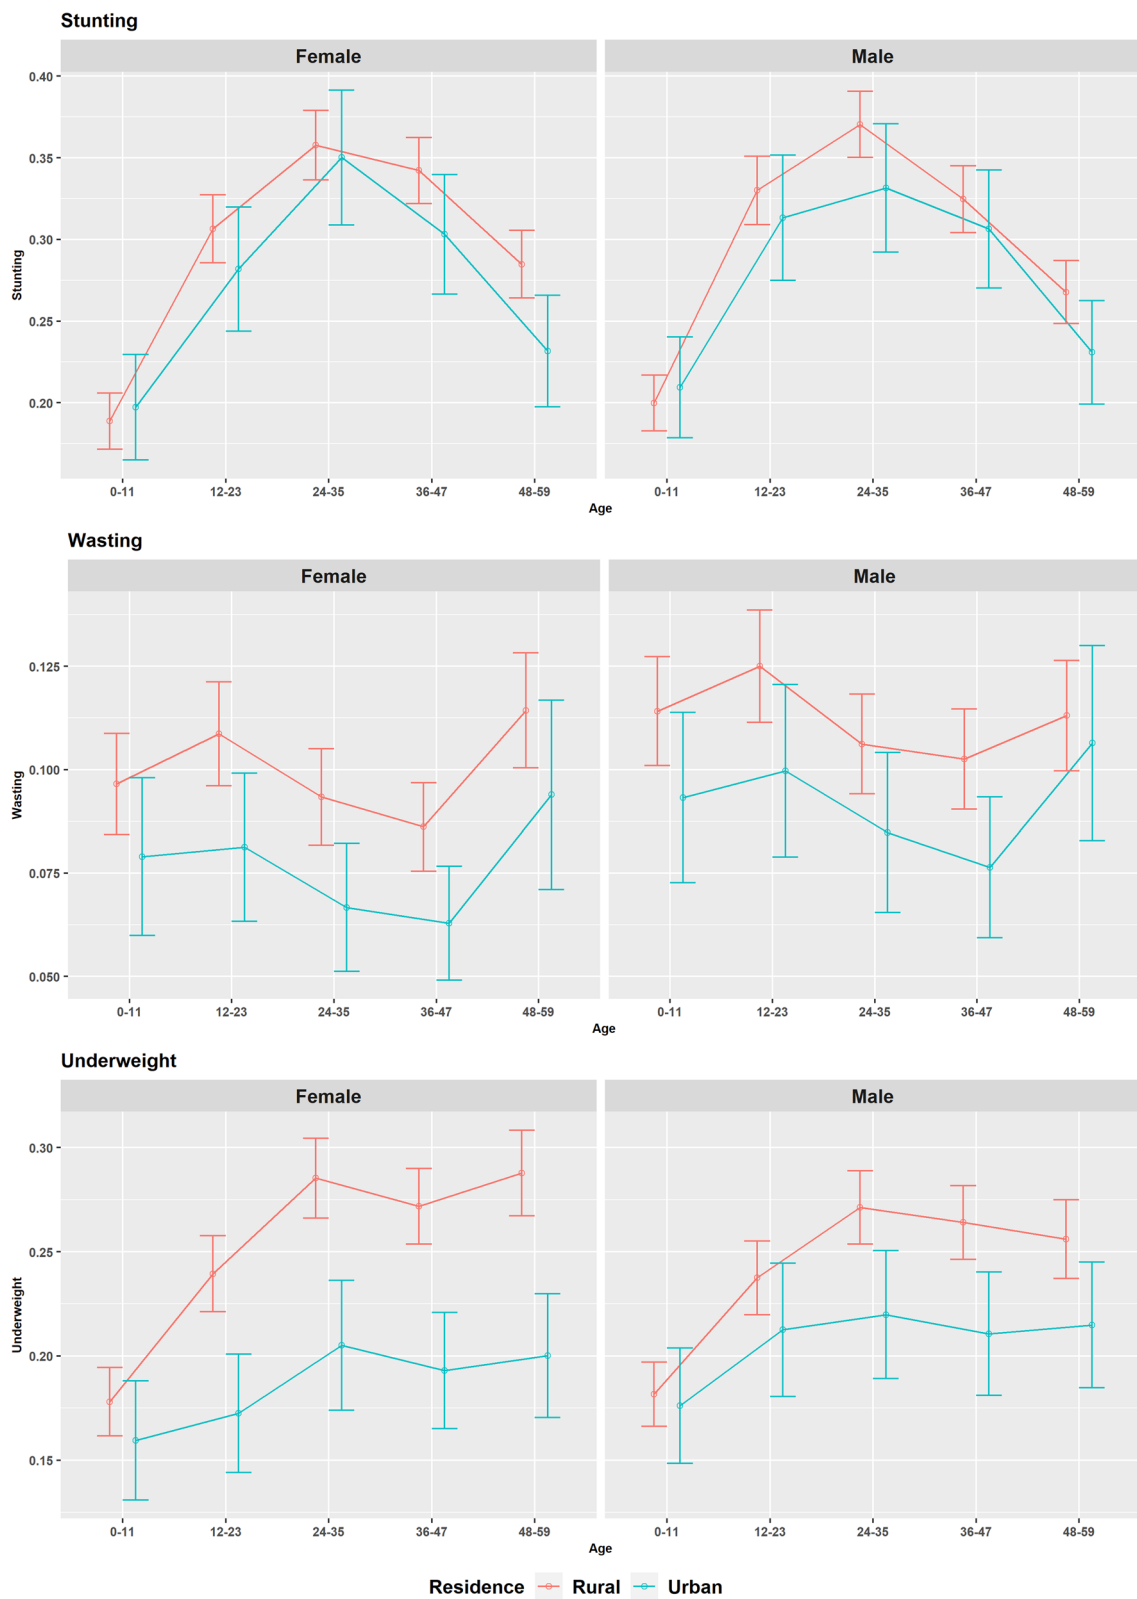 Stunting
Female Male
0.40
0.35
0.30
0.25
0.20
Stunting
0-11 12-23 24-35 36-47 48-59 0-11 12-23 24-35 36-47 48-59
Age
Wasting
Female Male
0.125
0.100
0.075
0.050
Wasting
0-11 12-23 24-35 36-47 48-59 0-11 12-23 24-35 36-47 48-59
Age
Underweight
Female Male
0.30
0.25
0.20
0.15
Underweight
0-11 12-23 24-35 36-47 48-59 0-11 12-23 24-35 36-47 48-59
Age
Residence Rural Urban